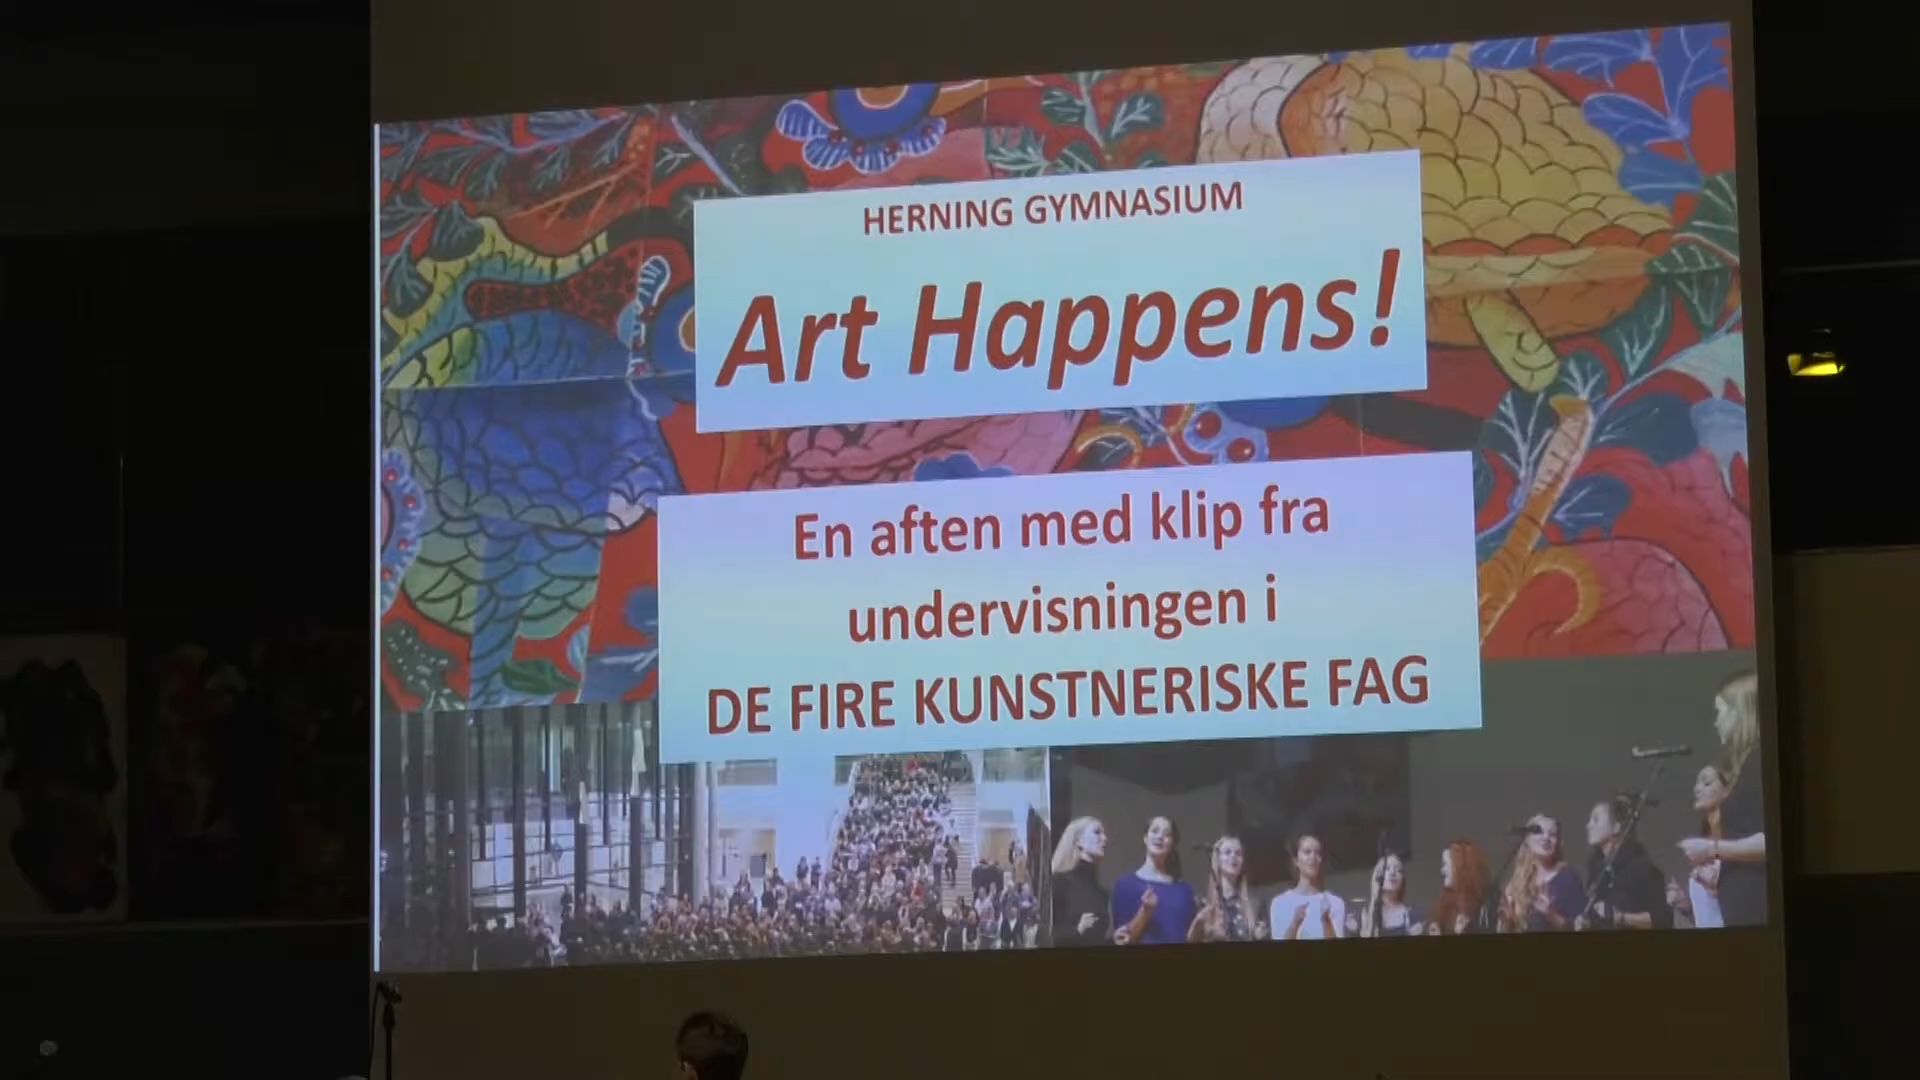 HERNING GYMNASIUM
Art Happens!
En aften med klip fra
undervisningen i
DE FIRE KUNSTNERISKE FAG